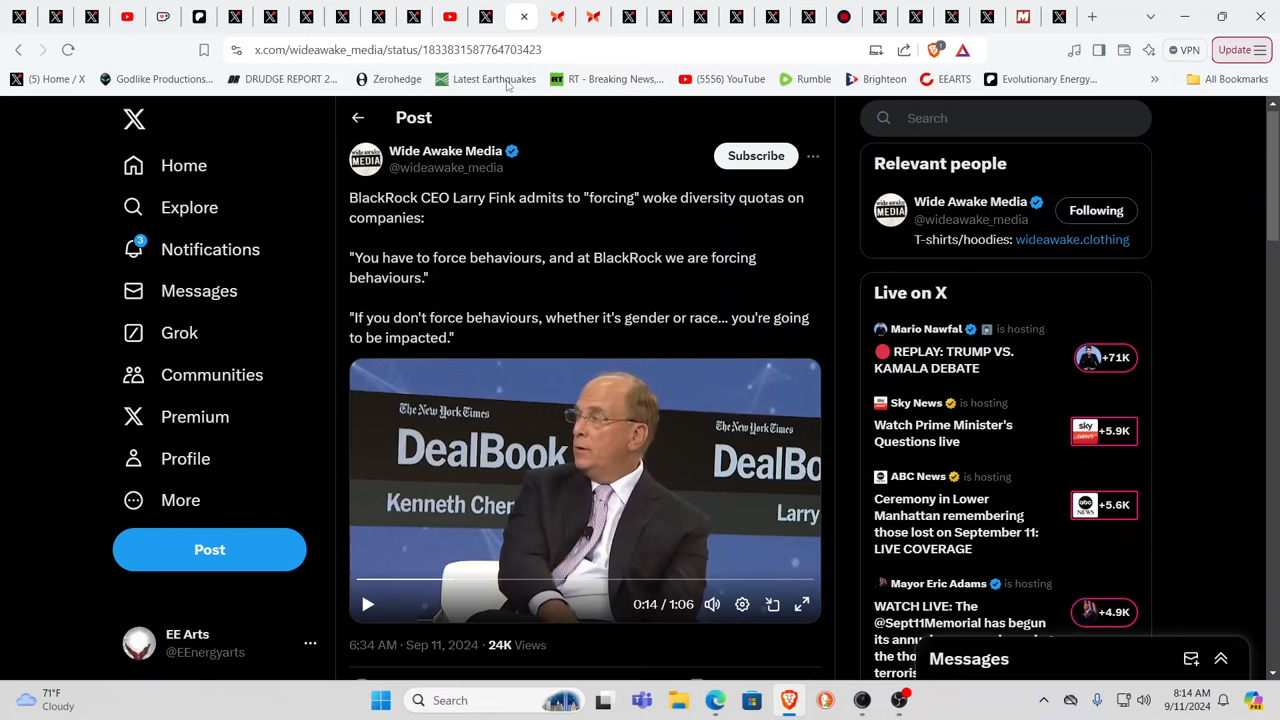 x.com/wideawake_media/status/1833831587764703423
1
VPN
Update
(5) Home / X
Godlike Productions...
DRUDGE REPORT 2...
Zerohedge
Latest Earthquakes
RT - Breaking News,...
(5555) YouTube
Rumble
Brighteon
EEARTS
Evolutionary Energy...
All Bookmarks
Home
Explore
3
Notifications
Messages
Grok
Communities
Premium
Profile
More
Post
EE Arts
@EEnergyarts
Post
Wide Awake Media
@wideawake_media
Subscribe
BlackRock CEO Larry Fink admits to "forcing" woke diversity quotas on
companies:
"You have to force behaviours, and at BlackRock we are forcing
behaviours."
"If you don't force behaviours, whether it's gender or race... you're going
to be impacted."
The New York Times
DealBook
Kenneth Cher
The New York Times
DealBo
Larry
0:14 / 1:06
6:34 AM · Sep 11, 2024 · 24K Views
Search
Relevant people
Wide Awake Media
@wideawake_media
Following
T-shirts/hoodies: wideawake.clothing
Live on X
Mario Nawfal is hosting
REPLAY: TRUMP VS.
KAMALA DEBATE
+71K
Sky News is hosting
Watch Prime Minister's
Questions live
+5.9K
ABC News is hosting
Ceremony in Lower
Manhattan remembering
those lost on September 11:
LIVE COVERAGE
+5.6K
Mayor Eric Adams is hosting
WATCH LIVE: The
@Sept11Memorial has begun
+4.9K
terroris
Messages
71°F
Cloudy
Search
8:14 AM
9/11/2024